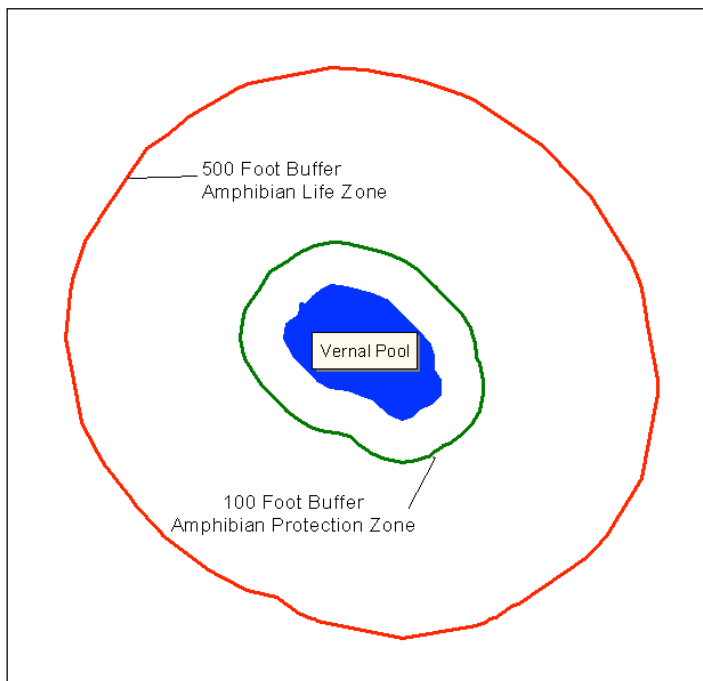 500 Foot Buffer
Amphibian Life Zone
Vernal Pool
100 Foot Buffer
Amphibian Protection Zone